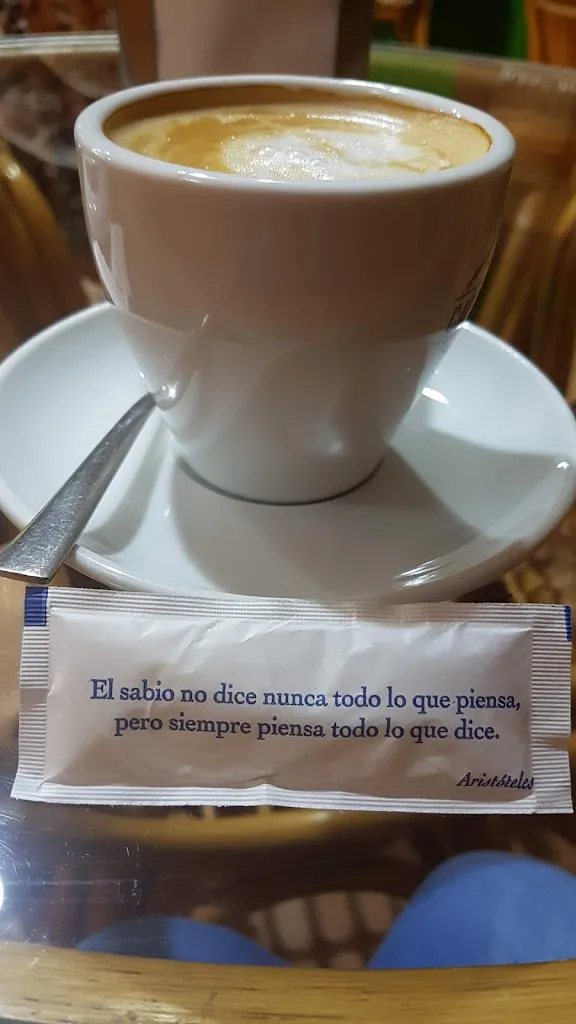 El sabio no dice nunca todo lo que piensa,
pero siempre piensa todo lo que dice.
Aristóteles